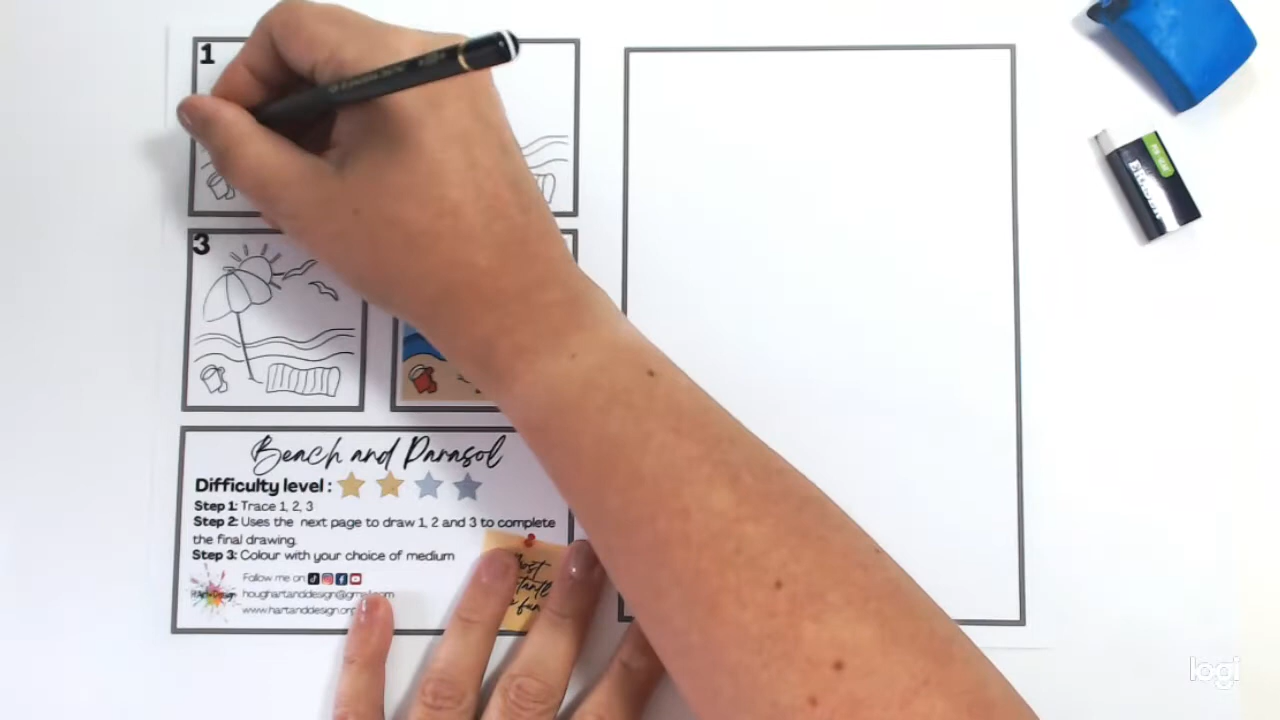 1
3
Beach and Parasol
Difficulty level :
Step 1: Trace 1, 2, 3
Step 2: Uses the next page to draw 1, 2 and 3 to complete
the final drawing.
Step 3: Colour with your choice of medium
Follow me on
houghartanddesign@gmail.com
www.hartanddesign.org
logi